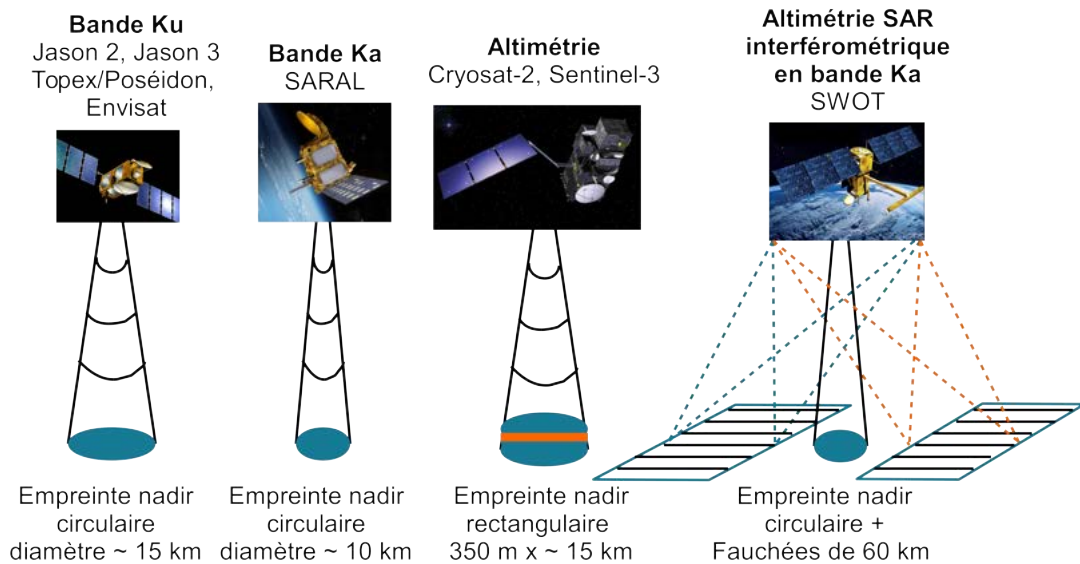 Bande Ku
Jason 2, Jason 3
Topex/Poséidon,
Envisat
Bande Ka
SARAL
Altimétrie
Cryosat-2, Sentinel-3
Altimétrie SAR
interférométrique
en bande Ka
SWOT
Empreinte nadir
circulaire
diamètre ~ 15 km
Empreinte nadir
circulaire
diamètre ~ 10 km
Empreinte nadir
rectangulaire
350 m x ~ 15 km
Empreinte nadir
circulaire +
Fauchées de 60 km